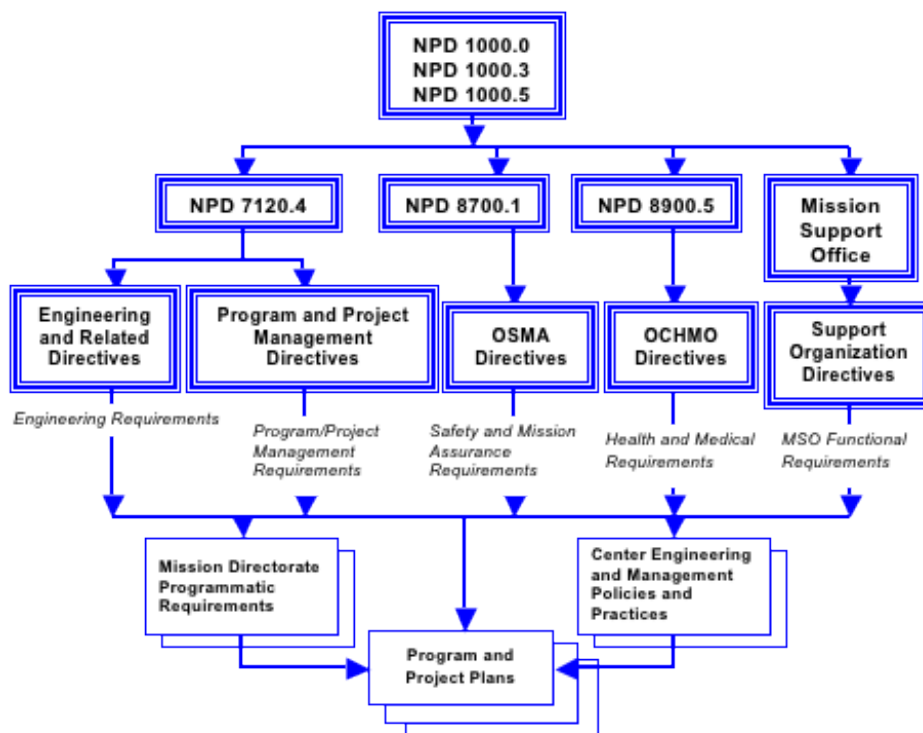 NPD 1000.0
NPD 1000.3
NPD 1000.5
NPD 7120.4
NPD 8700.1
NPD 8900.5
Mission
Support
Office
Engineering
and Related
Directives
Program and Project
Management
Directives
OSMA
Directives
OCHMO
Directives
Support
Organization
Directives
Engineering Requirements
Program/Project
Management
Requirements
Safety and Mission
Assurance
Requirements
Health and Medical
Requirements
MSO Functional
Requirements
Mission Directorate
Programmatic
Requirements
Center Engineering
and Management
Policies and
Practices
Program and
Project Plans